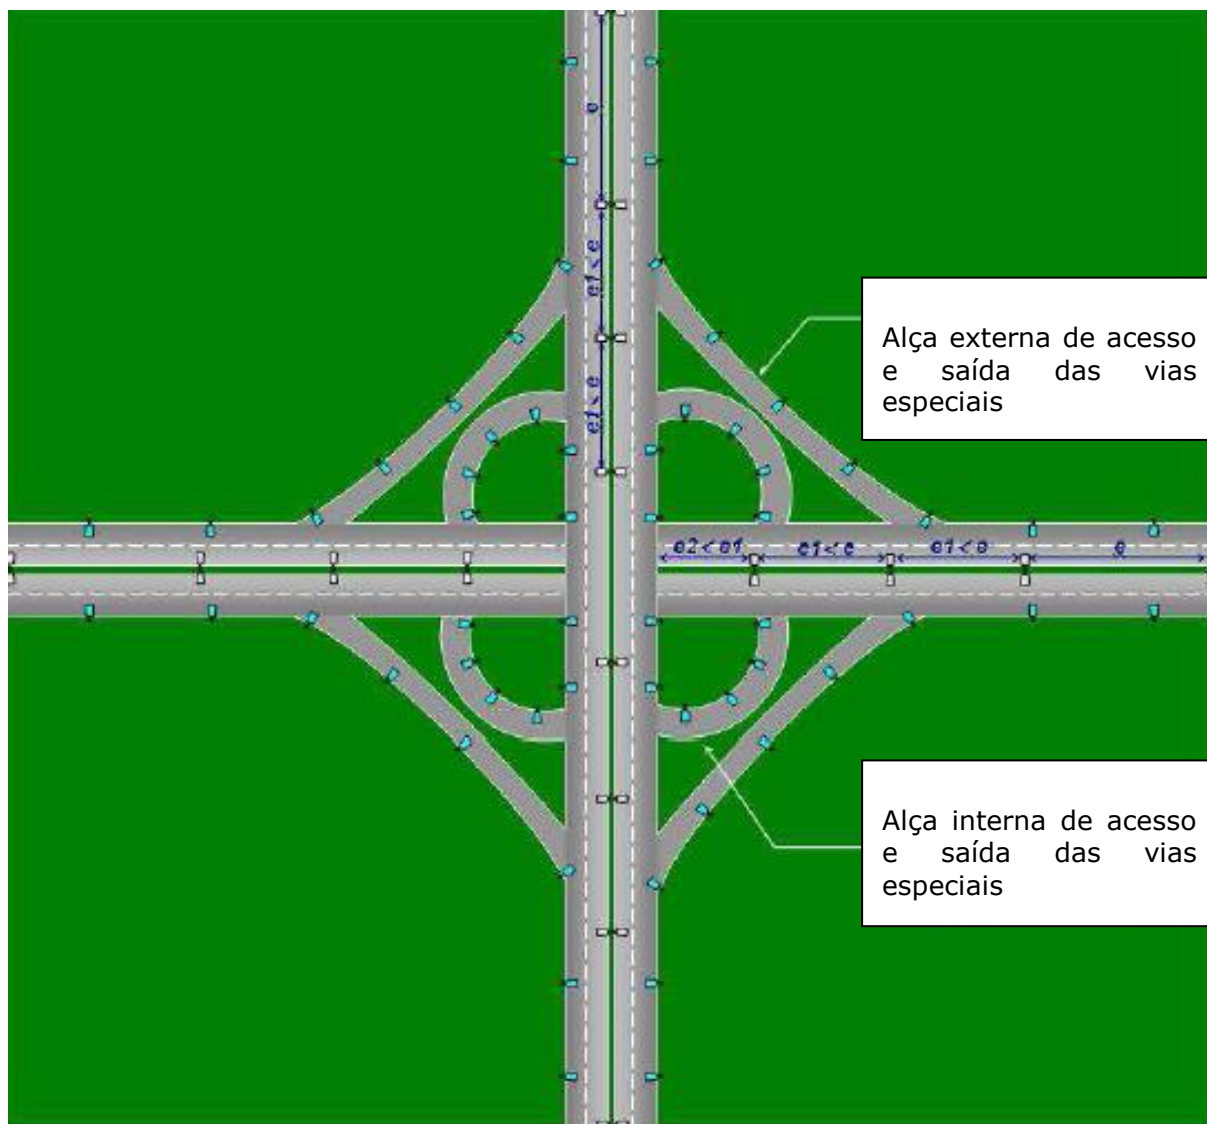 e
e1<e
e1<e
Alça externa de acesso
e saída das vias
especiais
e2<e1
e1<e
e1<e
e
Alça interna de acesso
e saída das vias
especiais